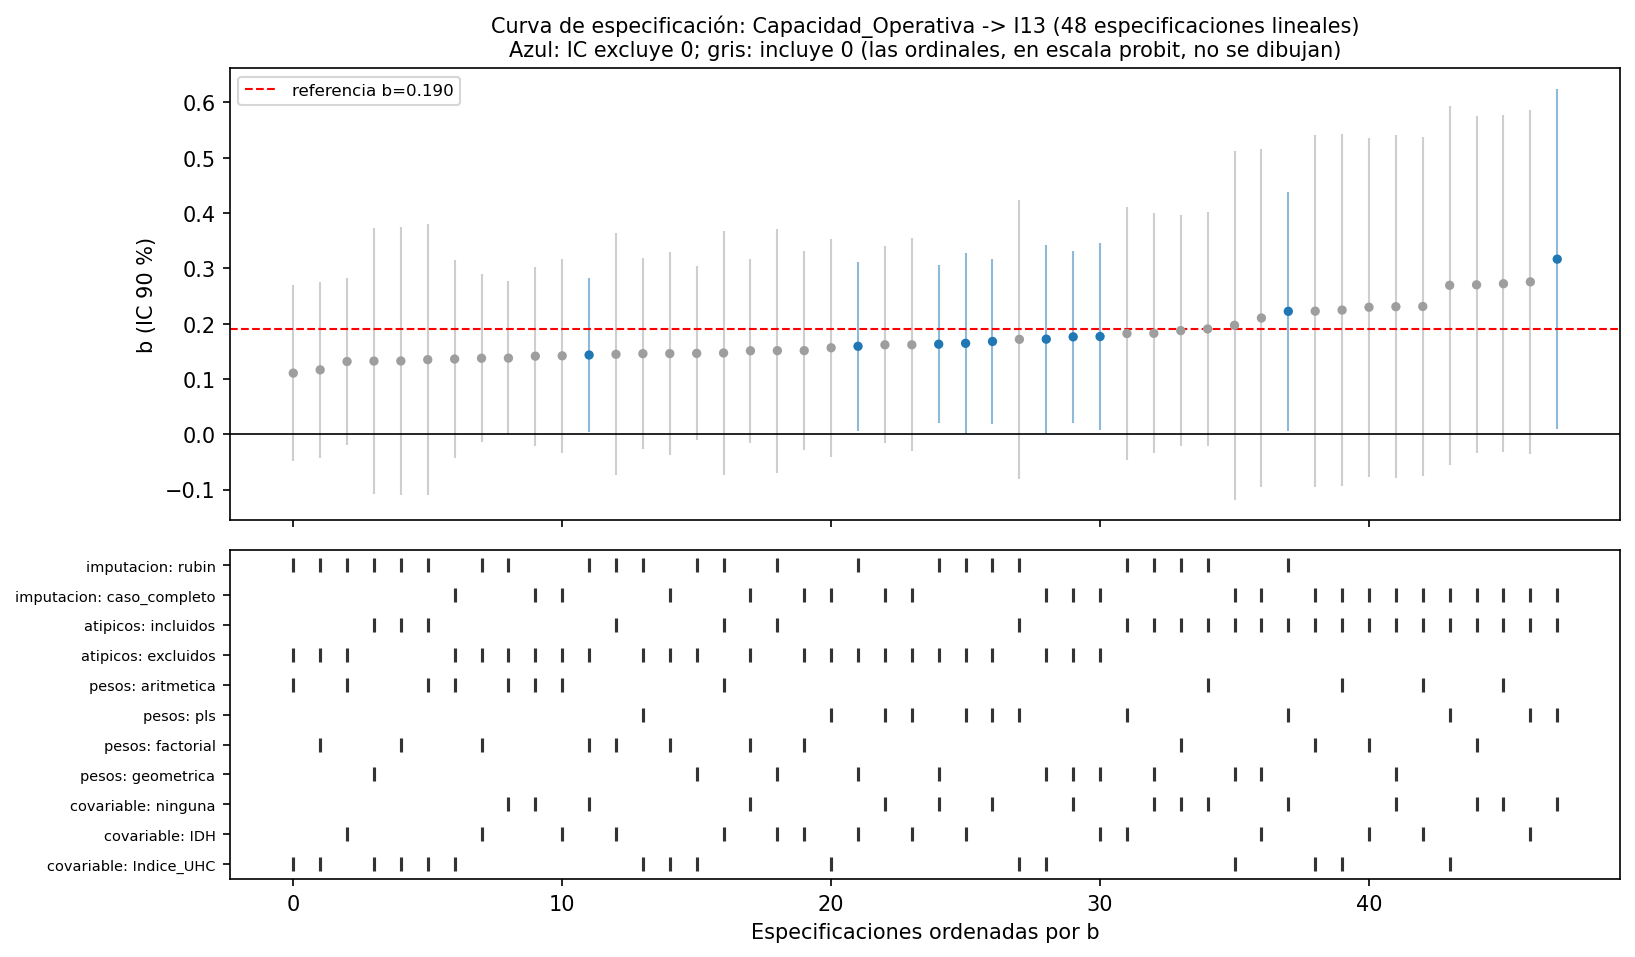 Curva de especificación: Capacidad_Operativa -> I13 (48 especificaciones lineales)
Azul: IC excluye 0; gris: incluye 0 (las ordinales, en escala probit, no se dibujan)
referencia b=0.190
b (IC 90 %)
0.6
0.5
0.4
0.3
0.2
0.1
0.0
−0.1
imputacion: rubin
imputacion: caso_completo
atipicos: incluidos
atipicos: excluidos
pesos: aritmetica
pesos: pls
pesos: factorial
pesos: geometrica
covariable: ninguna
covariable: IDH
covariable: Indice_UHC
0 10 20 30 40
Especificaciones ordenadas por b